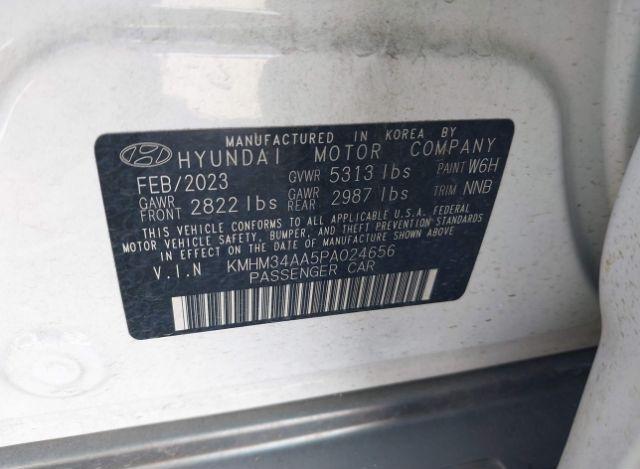 MANUFACTURED IN KOREA BY
HYUNDAI MOTOR COMPANY
FEB/2023 GVWR 5313 lbs PAINT W6H
GAWR FRONT 2822 lbs GAWR REAR 2987 lbs TRIM NNB
THIS VEHICLE CONFORMS TO ALL APPLICABLE U.S.A. FEDERAL
MOTOR VEHICLE SAFETY, BUMPER, AND THEFT PREVENTION STANDARDS
IN EFFECT ON THE DATE OF MANUFACTURE SHOWN ABOVE.
V.I.N KMHM34AA5PA024656
PASSENGER CAR